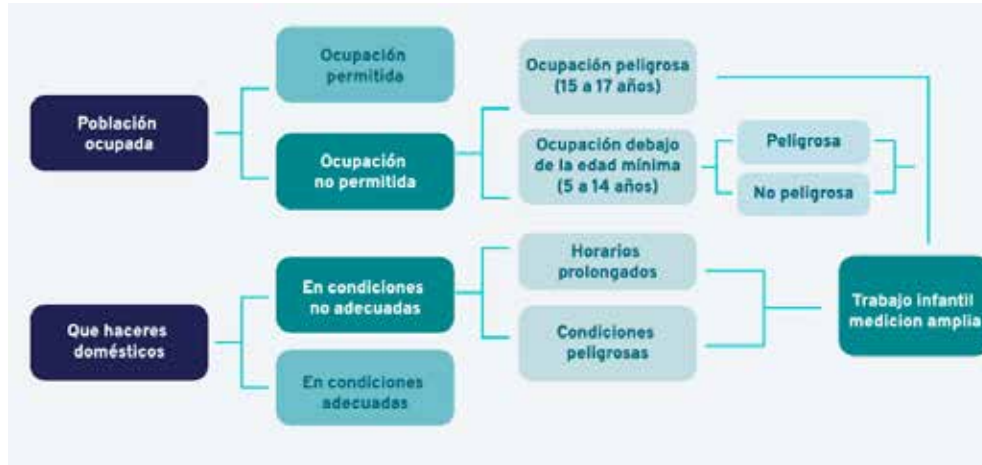 Población
ocupada
Ocupación
permitida
Ocupación
no permitida
Ocupación peligrosa
(15 a 17 años)
Ocupación debajo
de la edad mínima
(5 a 14 años)
Peligrosa
No peligrosa
Que haceres
domésticos
En condiciones
no adecuadas
En condiciones
adecuadas
Horarios
prolongados
Condiciones
peligrosas
Trabajo infantil
medicion amplia